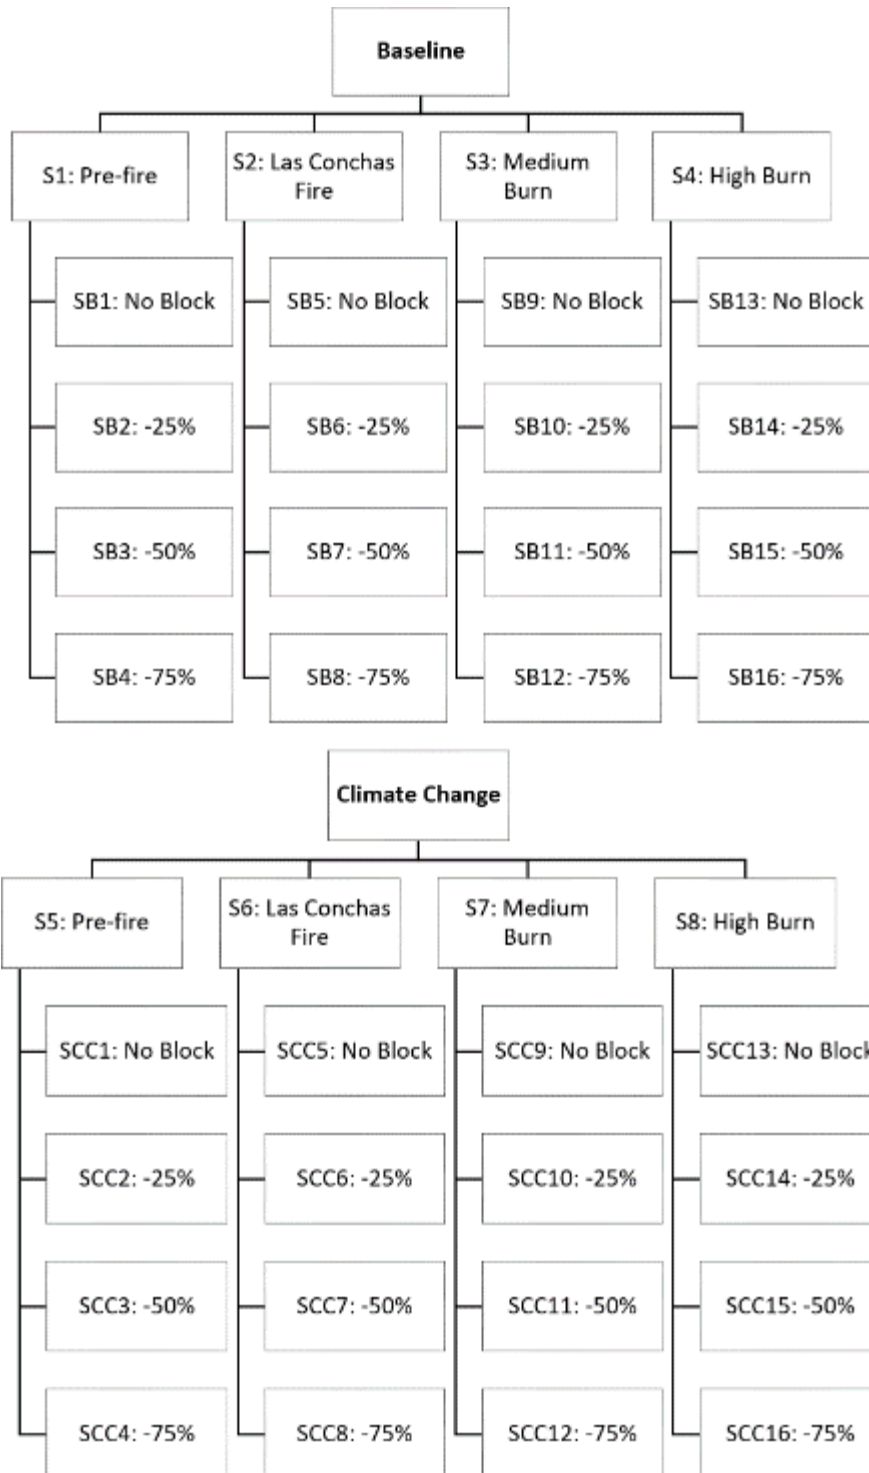 Baseline
S1: Pre-fire
S2: Las Conchas
Fire
S3: Medium
Burn
S4: High Burn
SB1: No Block
SB5: No Block
SB9: No Block
SB13: No Block
SB2: -25%
SB6: -25%
SB10: -25%
SB14: -25%
SB3: -50%
SB7: -50%
SB11: -50%
SB15: -50%
SB4: -75%
SB8: -75%
SB12: -75%
SB16: -75%
Climate Change
S5: Pre-fire
S6: Las Conchas
Fire
S7: Medium
Burn
S8: High Burn
SCC1: No Block
SCC5: No Block
SCC9: No Block
SCC13: No Block
SCC2: -25%
SCC6: -25%
SCC10: -25%
SCC14: -25%
SCC3: -50%
SCC7: -50%
SCC11: -50%
SCC15: -50%
SCC4: -75%
SCC8: -75%
SCC12: -75%
SCC16: -75%